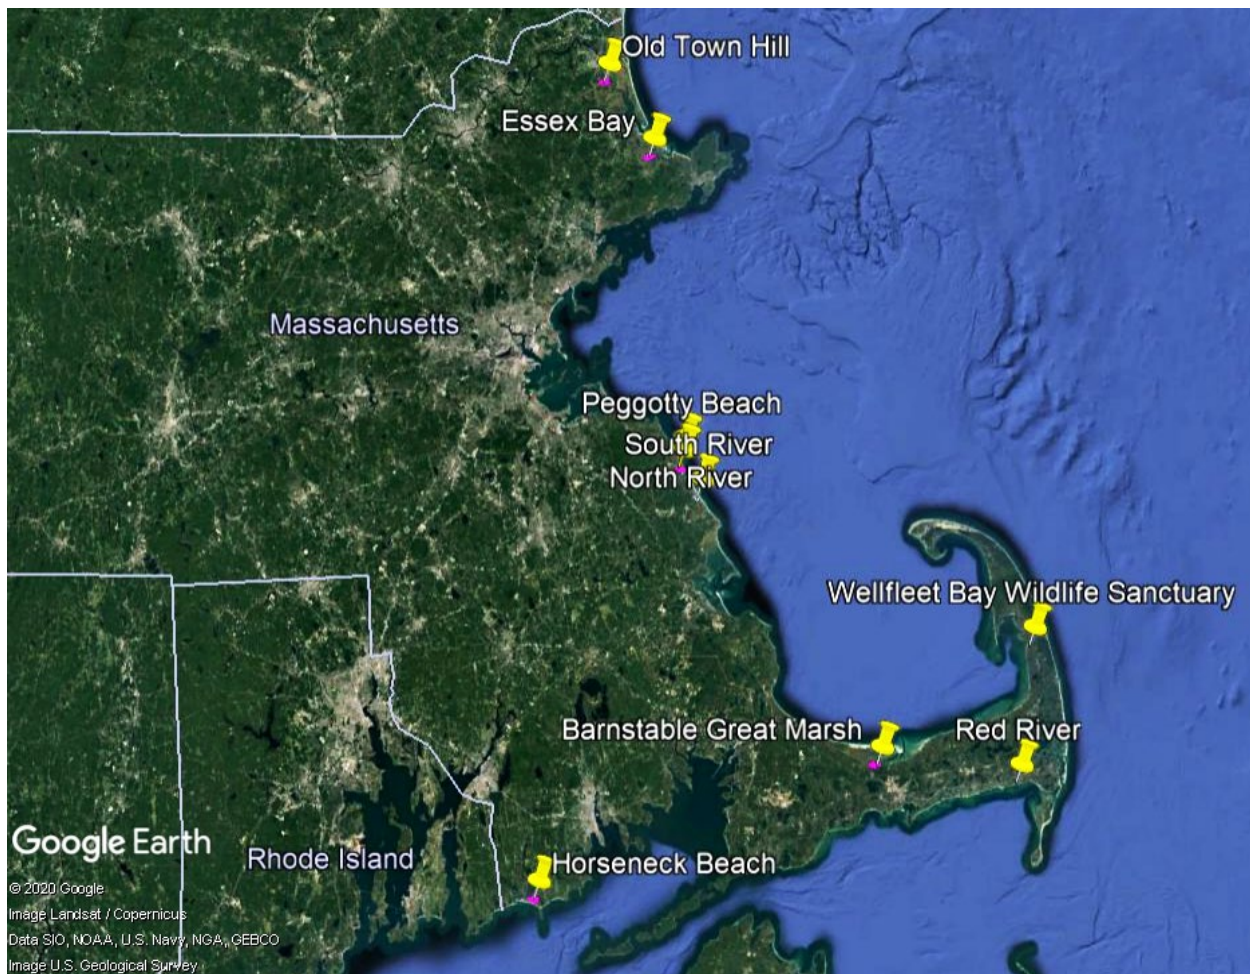 Old Town Hill
Essex Bay
Massachusetts
Peggotty Beach
South River
North River
Wellfleet Bay Wildlife Sanctuary
Barnstable Great Marsh
Red River
Google Earth
Rhode Island
Horseneck Beach
© 2020 Google
Image Landsat / Copernicus
Data SIO, NOAA, U.S. Navy, NGA, GEBCO
Image U.S. Geological Survey